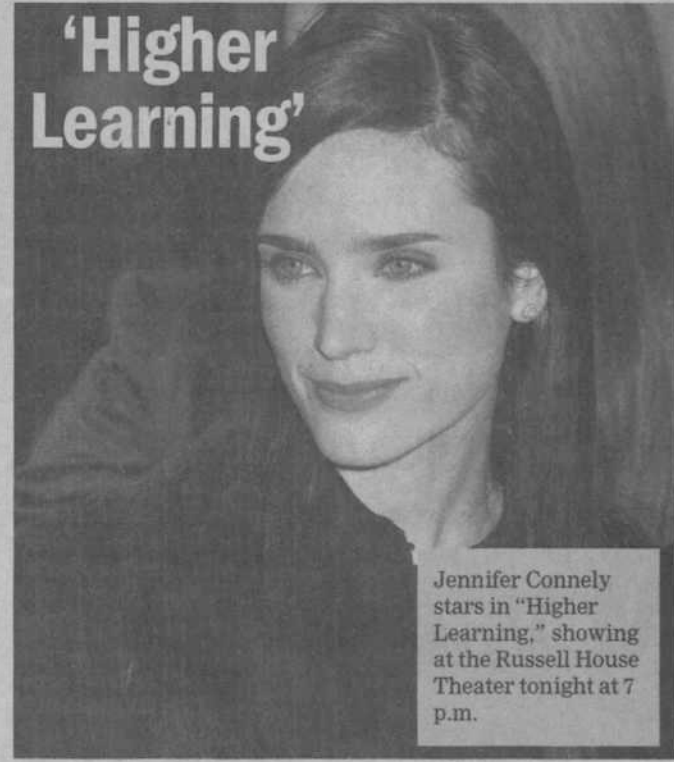 ‘Higher
Learning’
Jennifer Connely
stars in “Higher
Learning,” showing
at the Russell House
Theater tonight at 7
p.m.